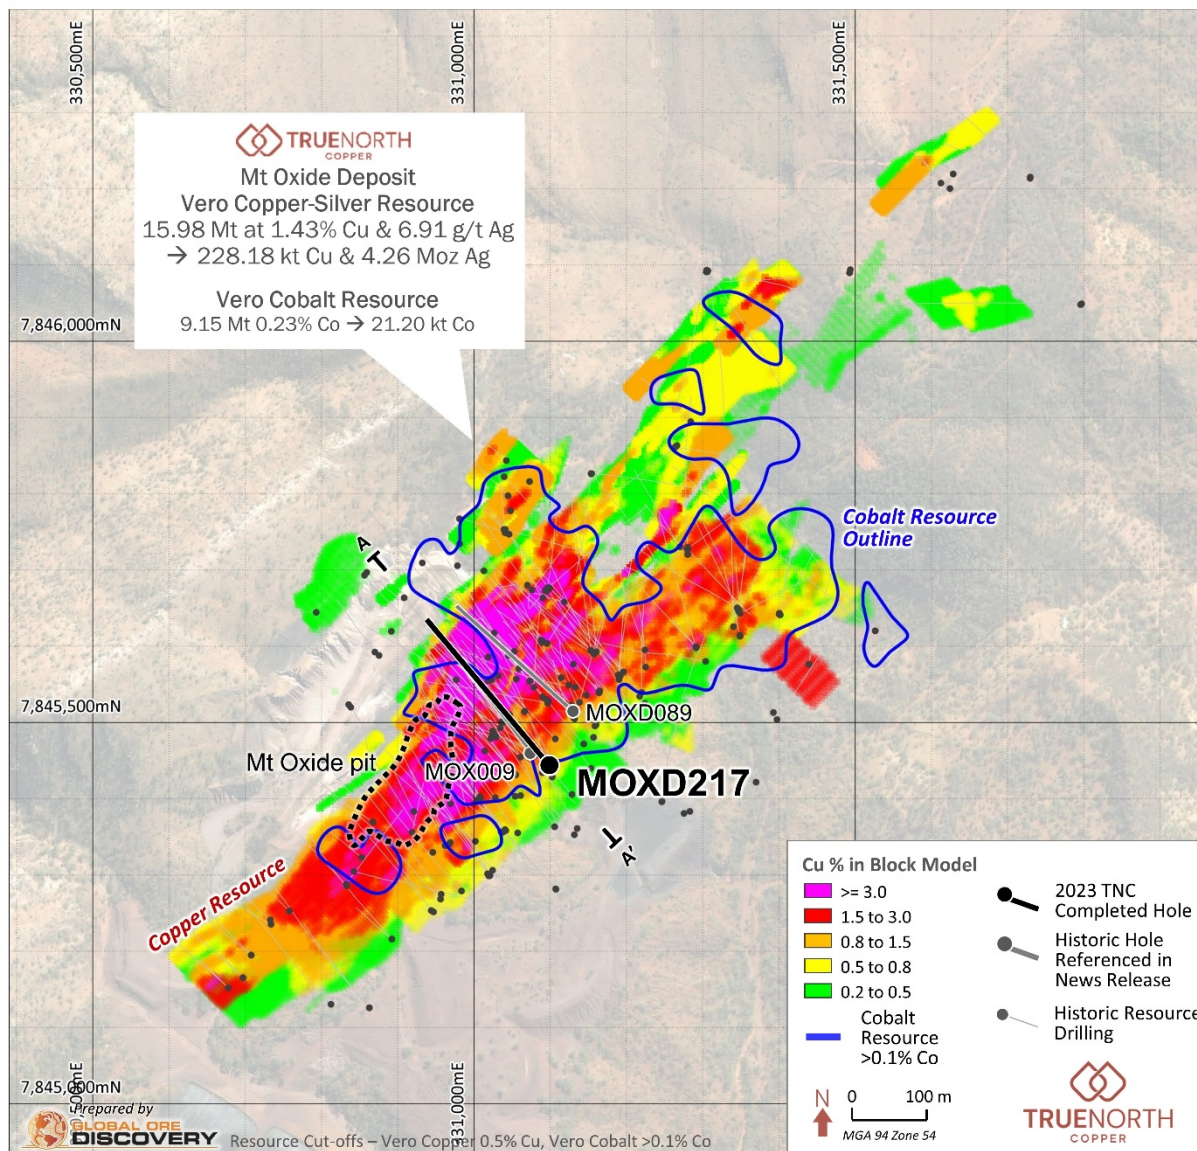 330,500mE
331,000mE
331,500mE
TRUENORTH
COPPER
Mt Oxide Deposit
Vero Copper-Silver Resource
15.98 Mt at 1.43% Cu & 6.91 g/t Ag
→ 228.18 kt Cu & 4.26 Moz Ag
Vero Cobalt Resource
9.15 Mt 0.23% Co → 21.20 kt Co
7,846,000mN
Cobalt Resource
Outline
A
7,845,500mN
MOXD089
Mt Oxide pit
MOX009
MOXD217
A'
Copper Resource
Cu % in Block Model
>= 3.0
1.5 to 3.0
0.8 to 1.5
0.5 to 0.8
0.2 to 0.5
Cobalt
Resource
>0.1% Co
2023 TNC
Completed Hole
Historic Hole
Referenced in
News Release
Historic Resource
Drilling
N
0 100 m
MGA 94 Zone 54
TRUENORTH
COPPER
7,845,000mN
331,000mE
Prepared by
GLOBAL ORE
DISCOVERY
Resource Cut-offs – Vero Copper 0.5% Cu, Vero Cobalt >0.1% Co